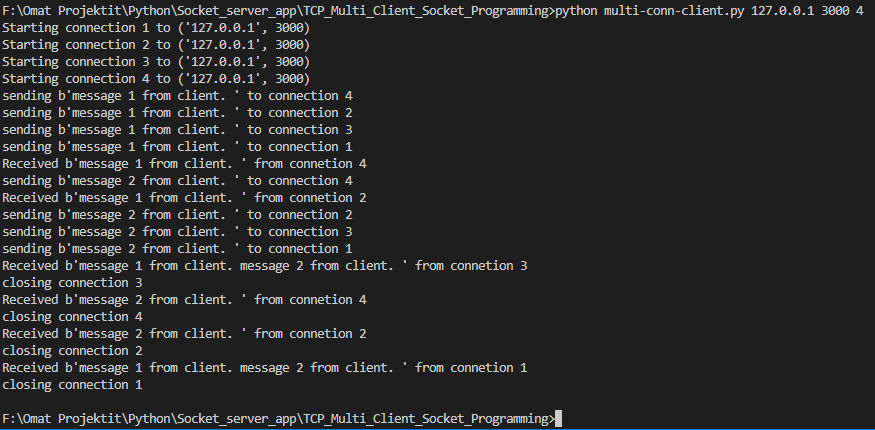 F:\Omat Projektit\Python\Socket_server_app\TCP_Multi_Client_Socket_Programming>python multi-conn-client.py 127.0.0.1 3000 4
Starting connection 1 to ('127.0.0.1', 3000)
Starting connection 2 to ('127.0.0.1', 3000)
Starting connection 3 to ('127.0.0.1', 3000)
Starting connection 4 to ('127.0.0.1', 3000)
sending b'message 1 from client. ' to connection 4
sending b'message 1 from client. ' to connection 2
sending b'message 1 from client. ' to connection 3
sending b'message 1 from client. ' to connection 1
Received b'message 1 from client. ' from connetion 4
sending b'message 2 from client. ' to connection 4
Received b'message 1 from client. ' from connetion 2
sending b'message 2 from client. ' to connection 2
sending b'message 2 from client. ' to connection 3
sending b'message 2 from client. ' to connection 1
Received b'message 1 from client. message 2 from client. ' from connetion 3
closing connection 3
Received b'message 2 from client. ' from connetion 4
closing connection 4
Received b'message 2 from client. ' from connetion 2
closing connection 2
Received b'message 1 from client. message 2 from client. ' from connetion 1
closing connection 1
F:\Omat Projektit\Python\Socket_server_app\TCP_Multi_Client_Socket_Programming>